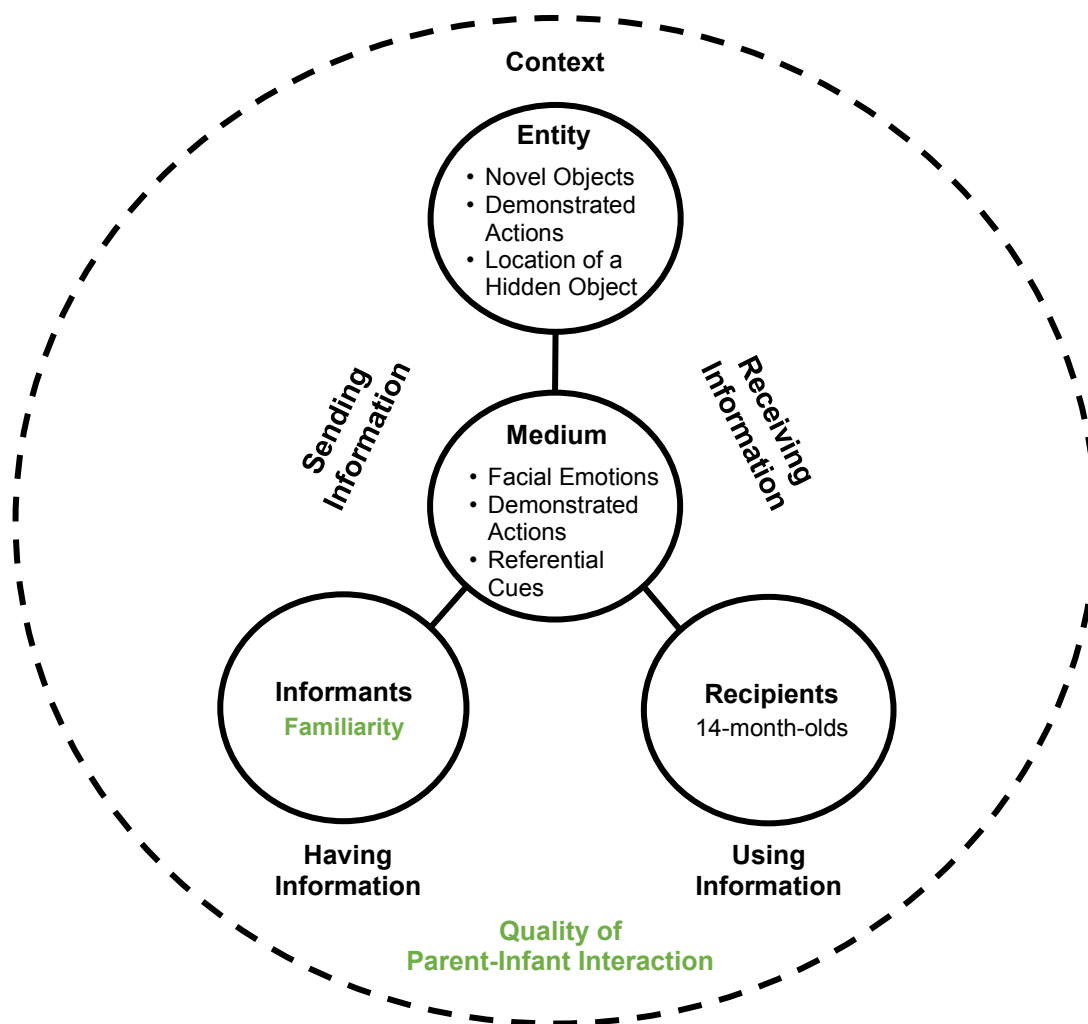 Context
Entity
• Novel Objects
• Demonstrated
Actions
• Location of a
Hidden Object
Sending
Information
Receiving
Information
Medium
• Facial Emotions
• Demonstrated
Actions
• Referential
Cues
Informants
Familiarity
Recipients
14-month-olds
Having
Information
Using
Information
Quality of
Parent-Infant Interaction